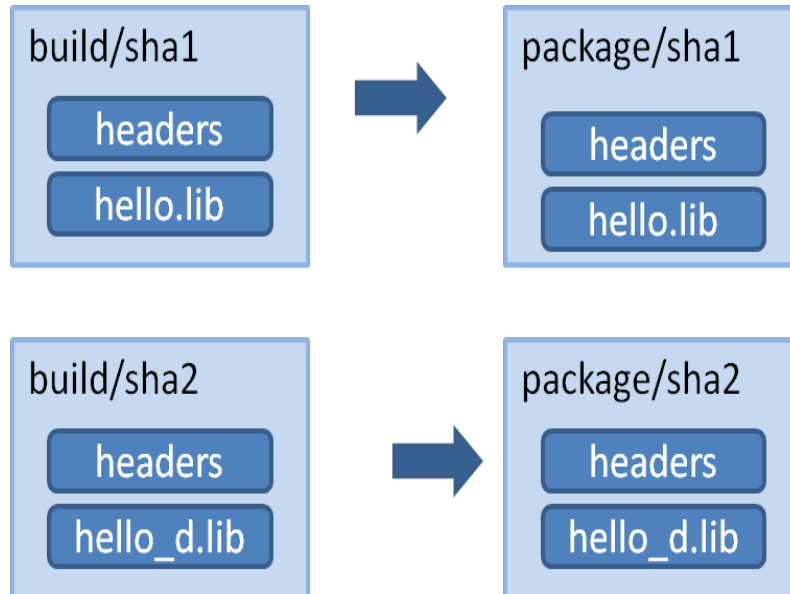 build/sha1
headers
hello.lib
package/sha1
headers
hello.lib
build/sha2
headers
hello_d.lib
package/sha2
headers
hello_d.lib